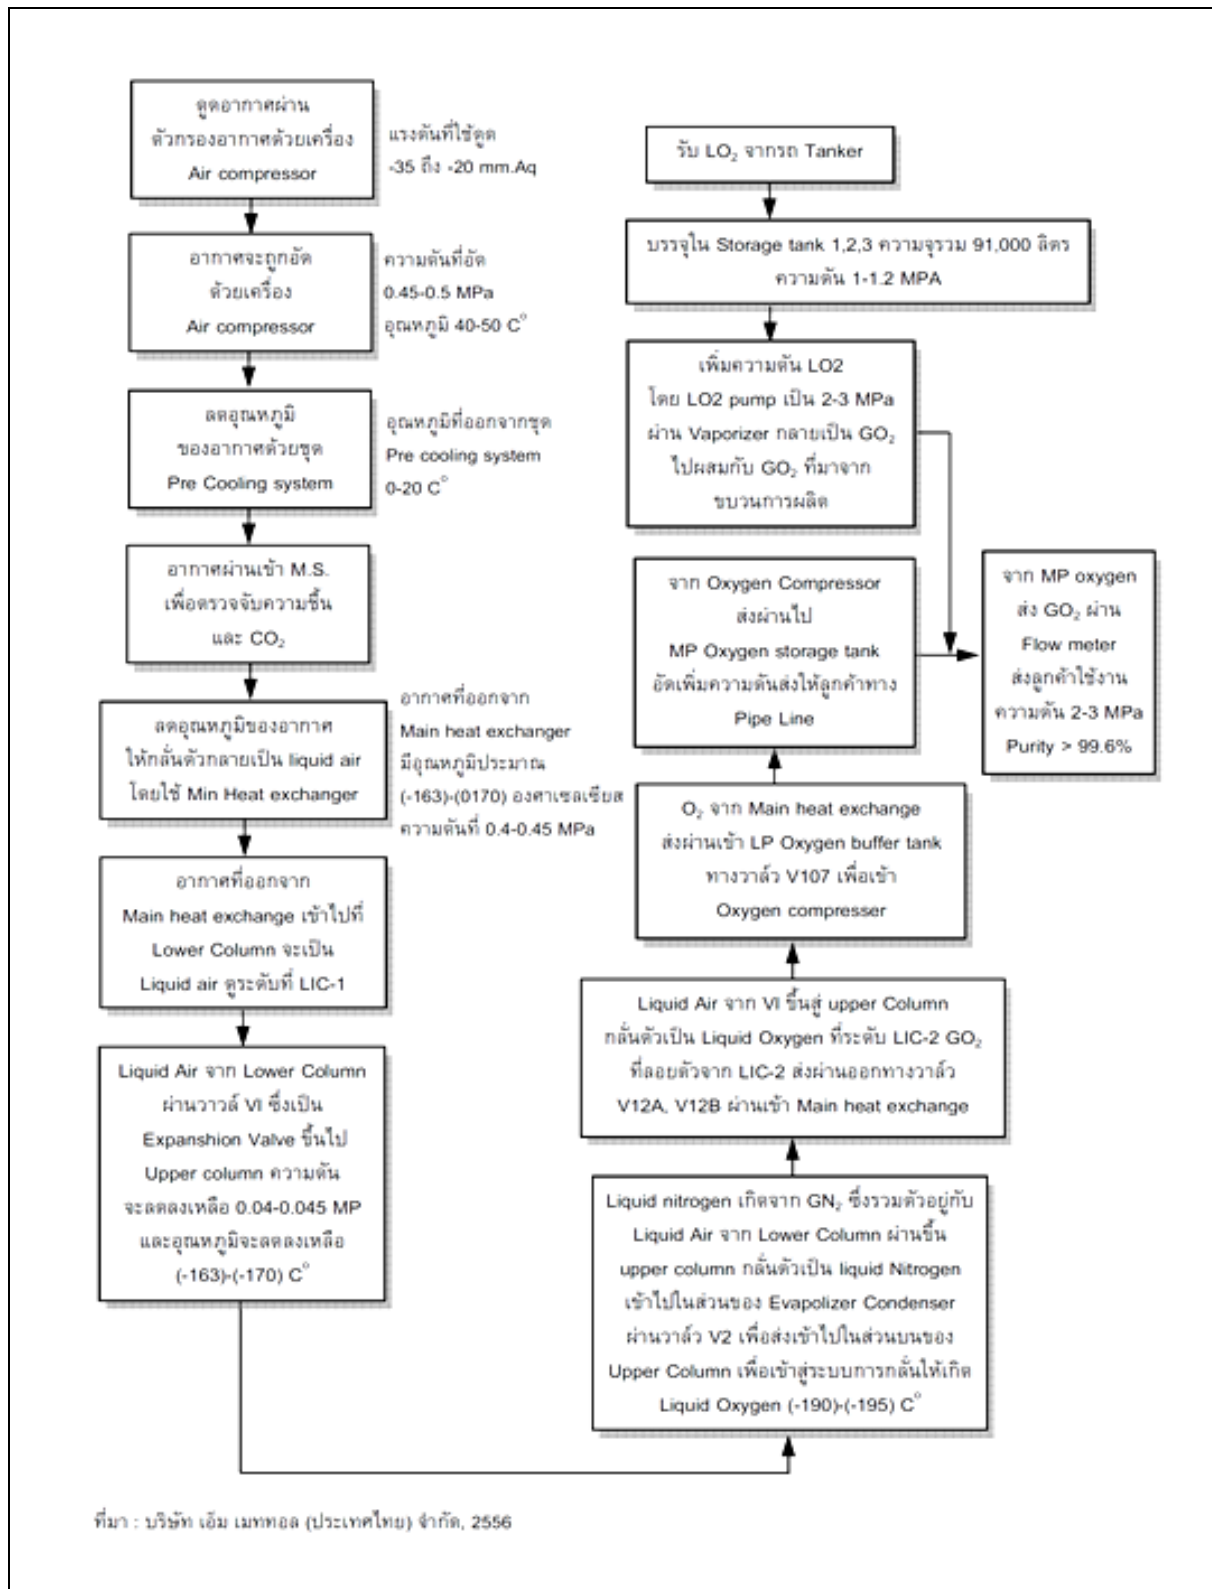 ดูดอากาศผ่าน
ตัวกรองอากาศด้วยเครื่อง
Air compressor
แรงดันที่ใช้ดูด
-35 ถึง -20 mm.Aq
อากาศจะถูกอัด
ด้วยเครื่อง
Air compressor
ความดันที่อัด
0.45-0.5 MPa
อุณหภูมิ 40-50 C°
ลดอุณหภูมิ
ของอากาศด้วยชุด
Pre Cooling system
อุณหภูมิที่ออกจากชุด
Pre cooling system
0-20 C°
อากาศผ่านเข้า M.S.
เพื่อตรวจจับความชื้น
และ CO₂
ลดอุณหภูมิของอากาศ
ให้กลั่นตัวกลายเป็น liquid air
โดยใช้ Min Heat exchanger
อากาศที่ออกจาก
Main heat exchanger
มีอุณหภูมิประมาณ
(-163)-(0170) องศาเซลเซียส
ความดันที่ 0.4-0.45 MPa
อากาศที่ออกจาก
Main heat exchange เข้าไปที่
Lower Column จะเป็น
Liquid air ดูระดับที่ LIC-1
Liquid Air จาก Lower Column
ผ่านวาวล์ VI ซึ่งเป็น
Expanshion Valve ขึ้นไป
Upper column ความดัน
จะลดลงเหลือ 0.04-0.045 MP
และอุณหภูมิจะลดลงเหลือ
(-163)-(-170) C°
รับ LO₂ จากรถ Tanker
บรรจุใน Storage tank 1,2,3 ความจุรวม 91,000 ลิตร
ความดัน 1-1.2 MPA
เพิ่มความดัน LO2
โดย LO2 pump เป็น 2-3 MPa
ผ่าน Vaporizer กลายเป็น GO₂
ไปผสมกับ GO₂ ที่มาจาก
ขบวนการผลิต
จาก Oxygen Compressor
ส่งผ่านไป
MP Oxygen storage tank
อัดเพิ่มความดันส่งให้ลูกค้าทาง
Pipe Line
จาก MP oxygen
ส่ง GO₂ ผ่าน
Flow meter
ส่งลูกค้าใช้งาน
ความดัน 2-3 MPa
Purity > 99.6%
O₂ จาก Main heat exchange
ส่งผ่านเข้า LP Oxygen buffer tank
ทางวาล์ว V107 เพื่อเข้า
Oxygen compresser
Liquid Air จาก VI ขึ้นสู่ upper Column
กลั่นตัวเป็น Liquid Oxygen ที่ระดับ LIC-2 GO₂
ที่ลอยตัวจาก LIC-2 ส่งผ่านออกทางวาล์ว
V12A, V12B ผ่านเข้า Main heat exchange
Liquid nitrogen เกิดจาก GN₂ ซึ่งรวมตัวอยู่กับ
Liquid Air จาก Lower Column ผ่านขึ้น
upper column กลั่นตัวเป็น liquid Nitrogen
เข้าไปในส่วนของ Evapolizer Condenser
ผ่านวาล์ว V2 เพื่อส่งเข้าไปในส่วนบนของ
Upper Column เพื่อเข้าสู่ระบบการกลั่นให้เกิด
Liquid Oxygen (-190)-(-195) C°
ที่มา : บริษัท เอ็ม เมททอล (ประเทศไทย) จำกัด, 2556